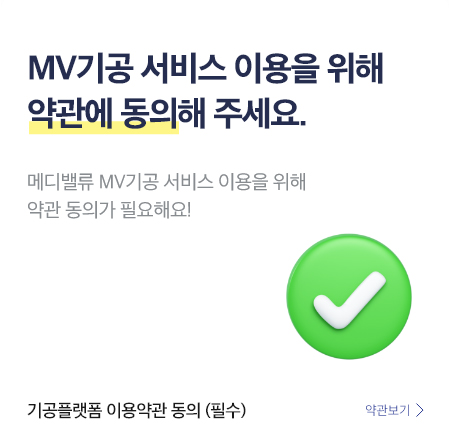 MV기공 서비스 이용을 위해
약관에 동의해 주세요.
메디밸류 MV기공 서비스 이용을 위해
약관 동의가 필요해요!
기공플랫폼 이용약관 동의 (필수)
약관보기